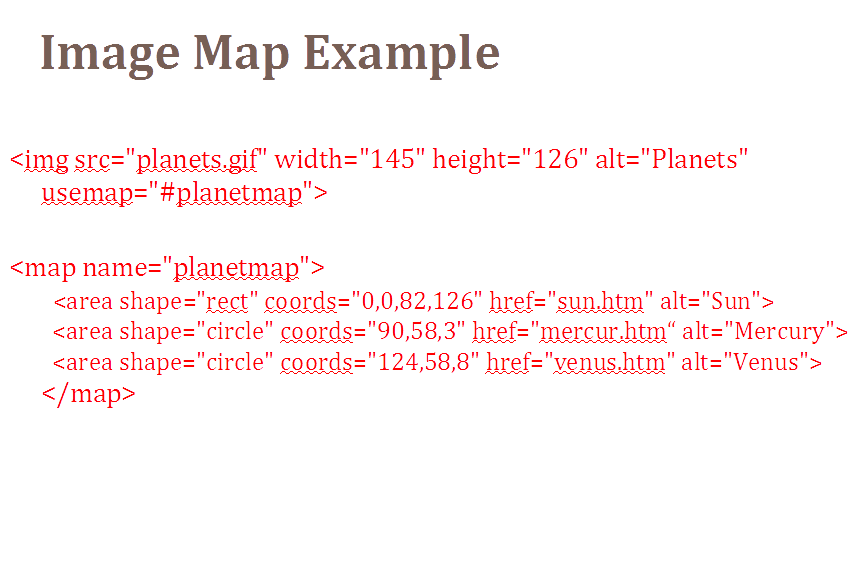 Image Map Example
<img src="planets.gif" width="145" height="126" alt="Planets"
usemap="#planetmap">
<map name="planetmap">
<area shape="rect" coords="0,0,82,126" href="sun.htm" alt="Sun">
<area shape="circle" coords="90,58,3" href="mercur.htm“ alt="Mercury">
<area shape="circle" coords="124,58,8" href="venus.htm" alt="Venus">
</map>